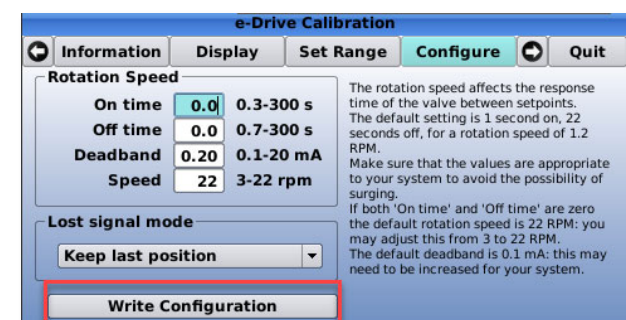 e-Drive Calibration
Information Display Set Range Configure Quit
Rotation Speed
On time 0.0 0.3-300 s
Off time 0.0 0.7-300 s
Deadband 0.20 0.1-20 mA
Speed 22 3-22 rpm
Lost signal mode
Keep last position
Write Configuration
The rotation speed affects the response
time of the valve between setpoints.
The default setting is 1 second on, 22
seconds off, for a rotation speed of 1.2
RPM.
Make sure that the values are appropriate
to your system to avoid the possibility of
surging.
If both 'On time' and 'Off time' are zero
the default rotation speed is 22 RPM: you
may adjust this from 3 to 22 RPM.
The default deadband is 0.1 mA: this may
need to be increased for your system.